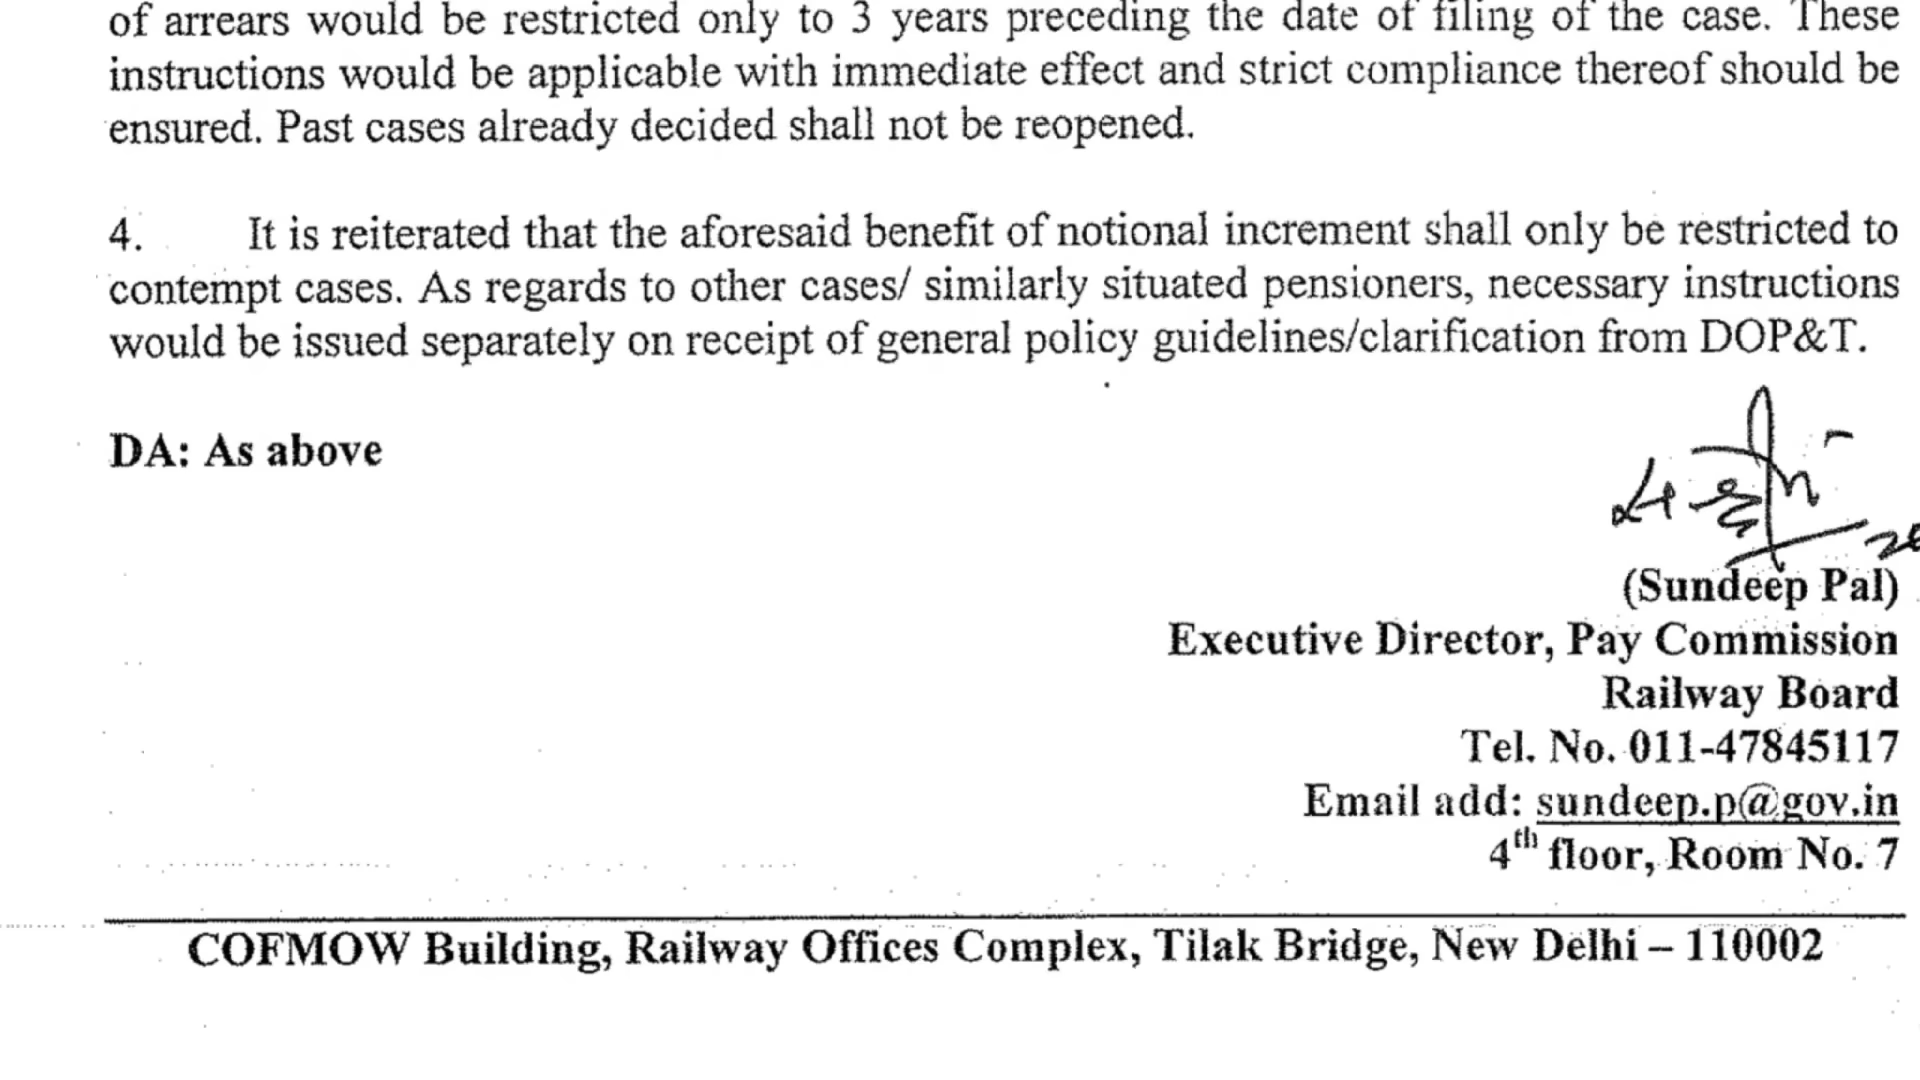 of arrears would be restricted only to 3 years preceding the date of filing of the case. These
instructions would be applicable with immediate effect and strict compliance thereof should be
ensured. Past cases already decided shall not be reopened.
4. It is reiterated that the aforesaid benefit of notional increment shall only be restricted to
contempt cases. As regards to other cases/ similarly situated pensioners, necessary instructions
would be issued separately on receipt of general policy guidelines/clarification from DOP&T.
DA: As above
(Sundeep Pal)
Executive Director, Pay Commission
Railway Board
Tel. No. 011-47845117
Email add: sundeep.p@gov.in
4th floor, Room No. 7
COFMOW Building, Railway Offices Complex, Tilak Bridge, New Delhi – 110002